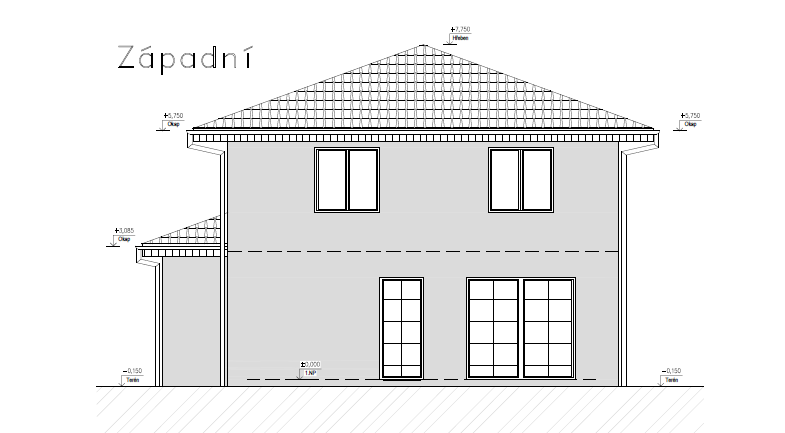 +7,750
Hřeben
Západní
+5,750
Okap
+5,750
Okap
+3,085
Okap
±0,000
1.NP
-0,150
Terén
-0,150
Terén